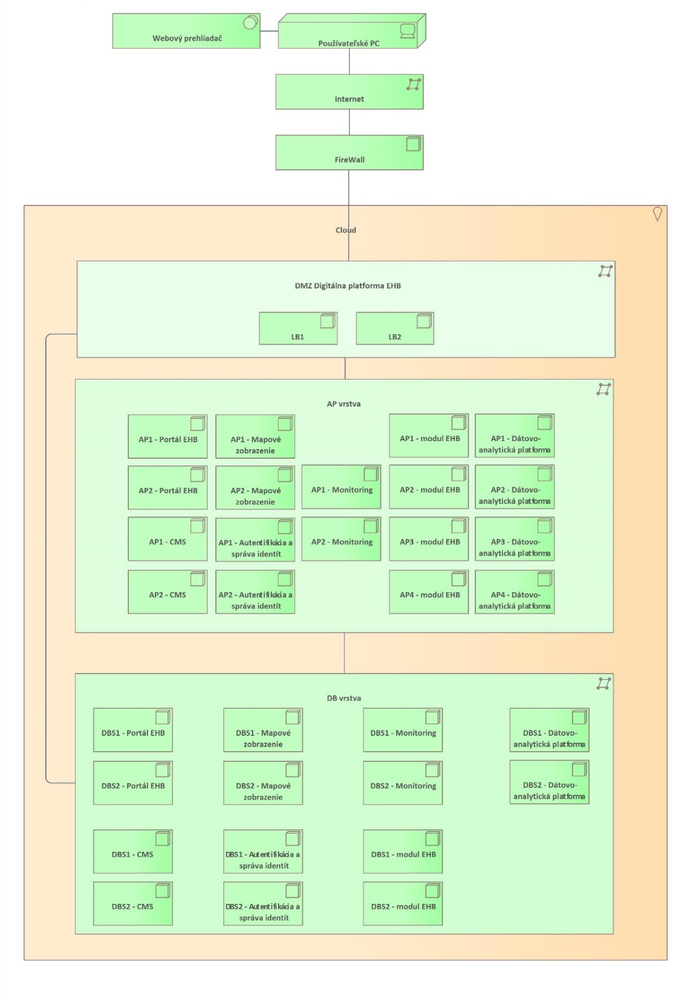 Webový prehliadač
Používateľské PC
Internet
FireWall
Cloud
DMZ Digitálna platforma EHB
LB1
LB2
AP vrstva
AP1 - Portál EHB
AP1 - Mapové
zobrazenie
AP1 - modul EHB
AP1 - Dátovo-
analytická platforma
AP2 - Portál EHB
AP2 - Mapové
zobrazenie
AP1 - Monitoring
AP2 - modul EHB
AP2 - Dátovo-
analytická platforma
AP1 - CMS
AP1 - Autentifikácia a
správa identít
AP2 - Monitoring
AP3 - modul EHB
AP3 - Dátovo-
analytická platforma
AP2 - CMS
AP2 - Autentifikácia a
správa identít
AP4 - modul EHB
AP4 - Dátovo-
analytická platforma
DB vrstva
DBS1 - Portál EHB
DBS1 - Mapové
zobrazenie
DBS1 - Monitoring
DBS1 - Dátovo-
analytická platforma
DBS2 - Portál EHB
DBS2 - Mapové
zobrazenie
DBS2 - Monitoring
DBS2 - Dátovo-
analytická platforma
DBS1 - CMS
DBS1 - Autentifikácia a
správa identít
DBS1 - modul EHB
DBS2 - CMS
DBS2 - Autentifikácia a
správa identít
DBS2 - modul EHB